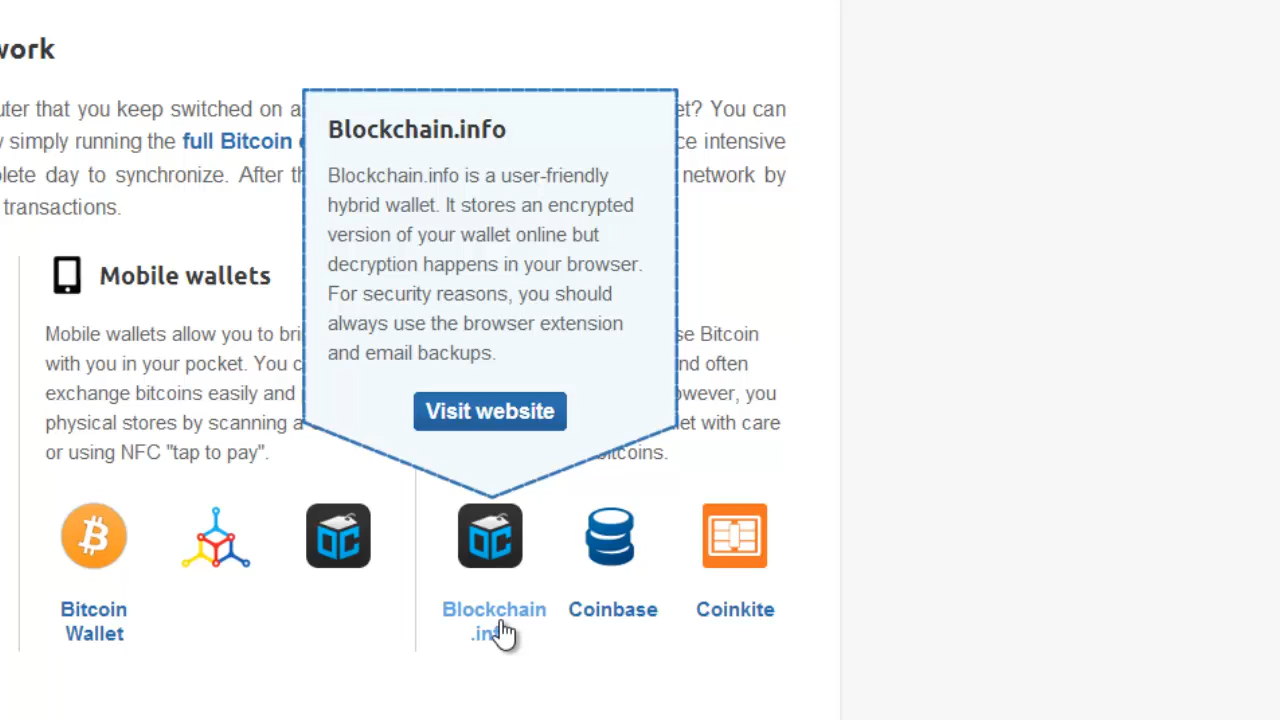 work
uter that you keep switched on a
et? You can
y simply running the full Bitcoin
ce intensive
plete day to synchronize. After th
network by
transactions.
Blockchain.info
Blockchain.info is a user-friendly
hybrid wallet. It stores an encrypted
version of your wallet online but
decryption happens in your browser.
For security reasons, you should
always use the browser extension
and email backups.
Visit website
Mobile wallets
Mobile wallets allow you to bri
with you in your pocket. You c
exchange bitcoins easily and
physical stores by scanning a
or using NFC "tap to pay".
se Bitcoin
nd often
owever, you
let with care
bitcoins.
Bitcoin
Wallet
Blockchain
.inf
Coinbase
Coinkite